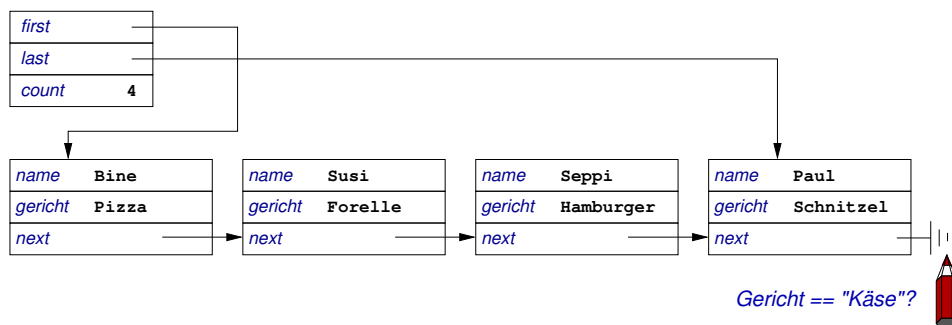 first
last
count 4
name Bine
gericht Pizza
next
name Susi
gericht Forelle
next
name Seppi
gericht Hamburger
next
name Paul
gericht Schnitzel
next
Gericht == "Käse"?